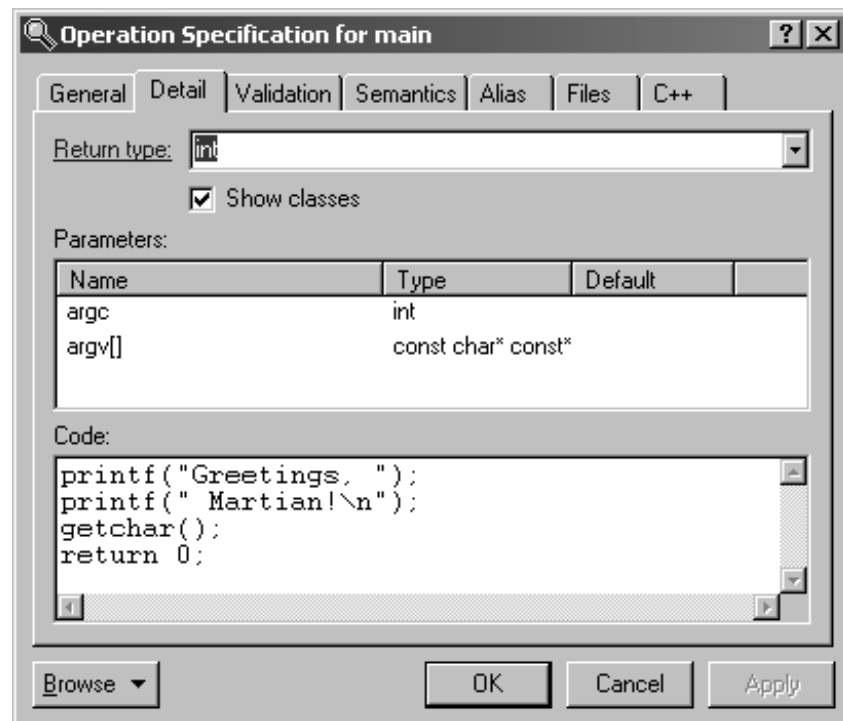 Operation Specification for main
General Detail Validation Semantics Alias Files C++
Return type: int
Show classes
Parameters:
Name Type Default
argc int
argv[] const char* const*
Code:
printf("Greetings, ");
printf(" Martian!\n");
getchar();
return 0;
Browse OK Cancel Apply